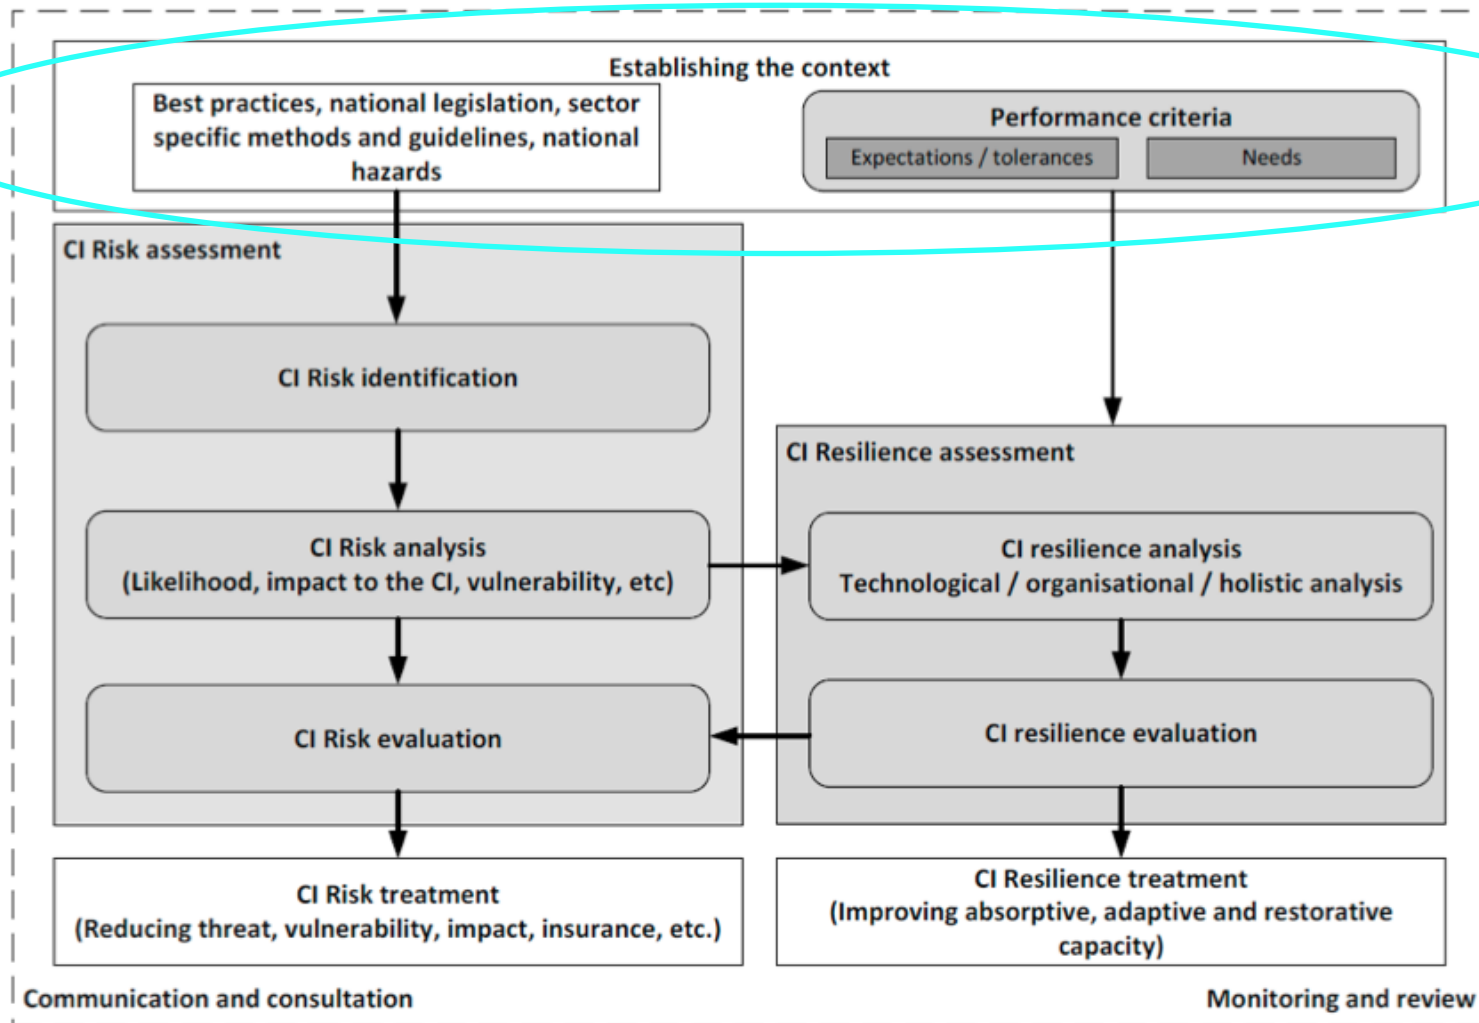 Establishing the context
Best practices, national legislation, sector
specific methods and guidelines, national
hazards
Performance criteria
Expectations / tolerances
Needs
CI Risk assessment
CI Risk identification
CI Risk analysis
(Likelihood, impact to the CI, vulnerability, etc)
CI Risk evaluation
CI Resilience assessment
CI resilience analysis
Technological / organisational / holistic analysis
CI resilience evaluation
CI Risk treatment
(Reducing threat, vulnerability, impact, insurance, etc.)
CI Resilience treatment
(Improving absorptive, adaptive and restorative
capacity)
Communication and consultation
Monitoring and review